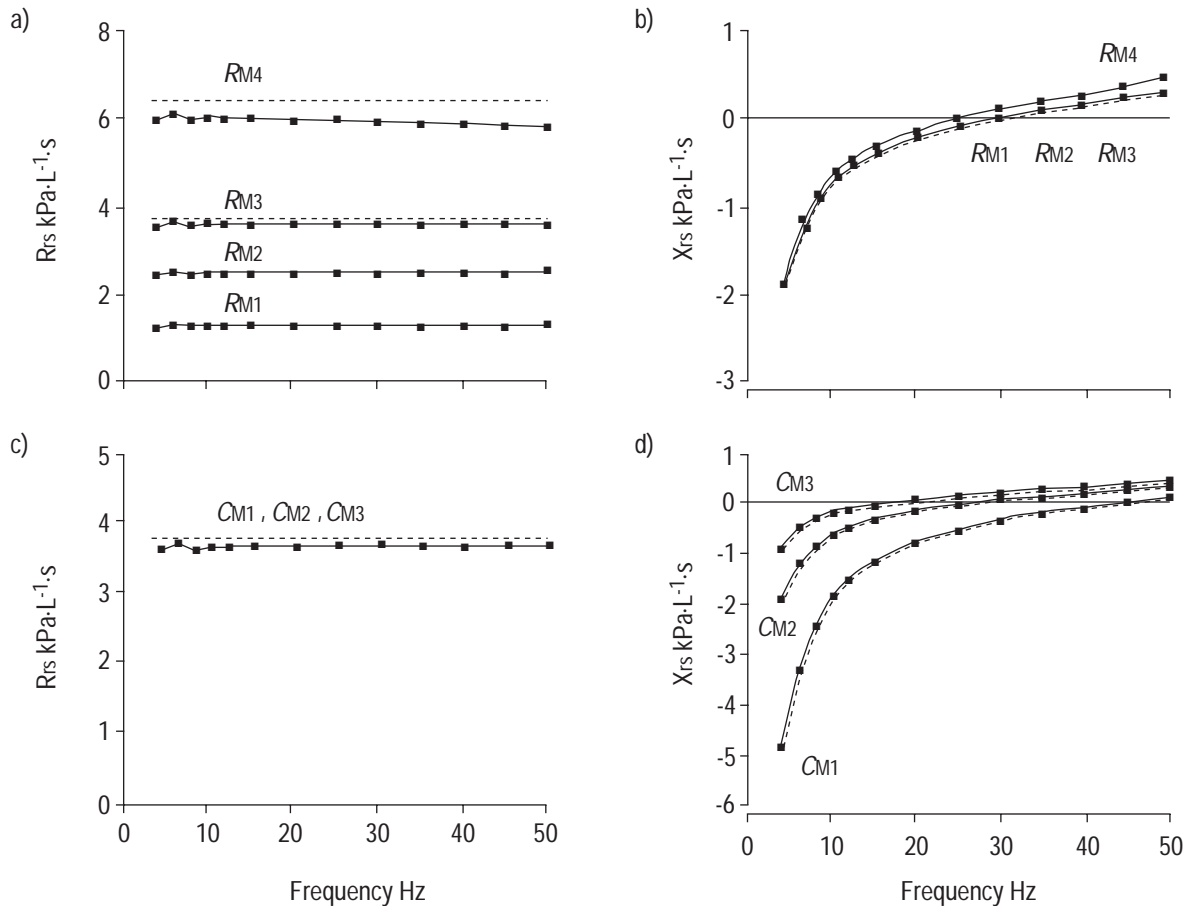 a)
8
6
4
2
0
Rrs kPa·L-1·s
RM4
RM3
RM2
RM1
b)
1
0
-1
-2
-3
Xrs kPa·L-1·s
RM4
RM1 RM2 RM3
c)
5
4
3
2
1
0
Rrs kPa·L-1·s
CM1 , CM2 , CM3
0 10 20 30 40 50
Frequency Hz
d)
1
0
-1
-2
-3
-4
-5
-6
Xrs kPa·L-1·s
CM3
CM2
CM1
0 10 20 30 40 50
Frequency Hz